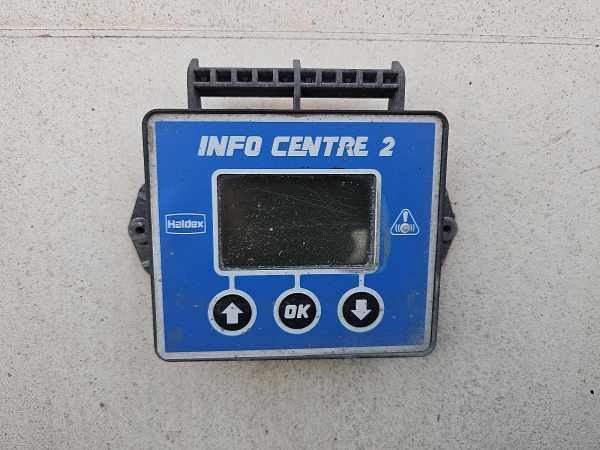 INFO CENTRE 2
Haldex
OK